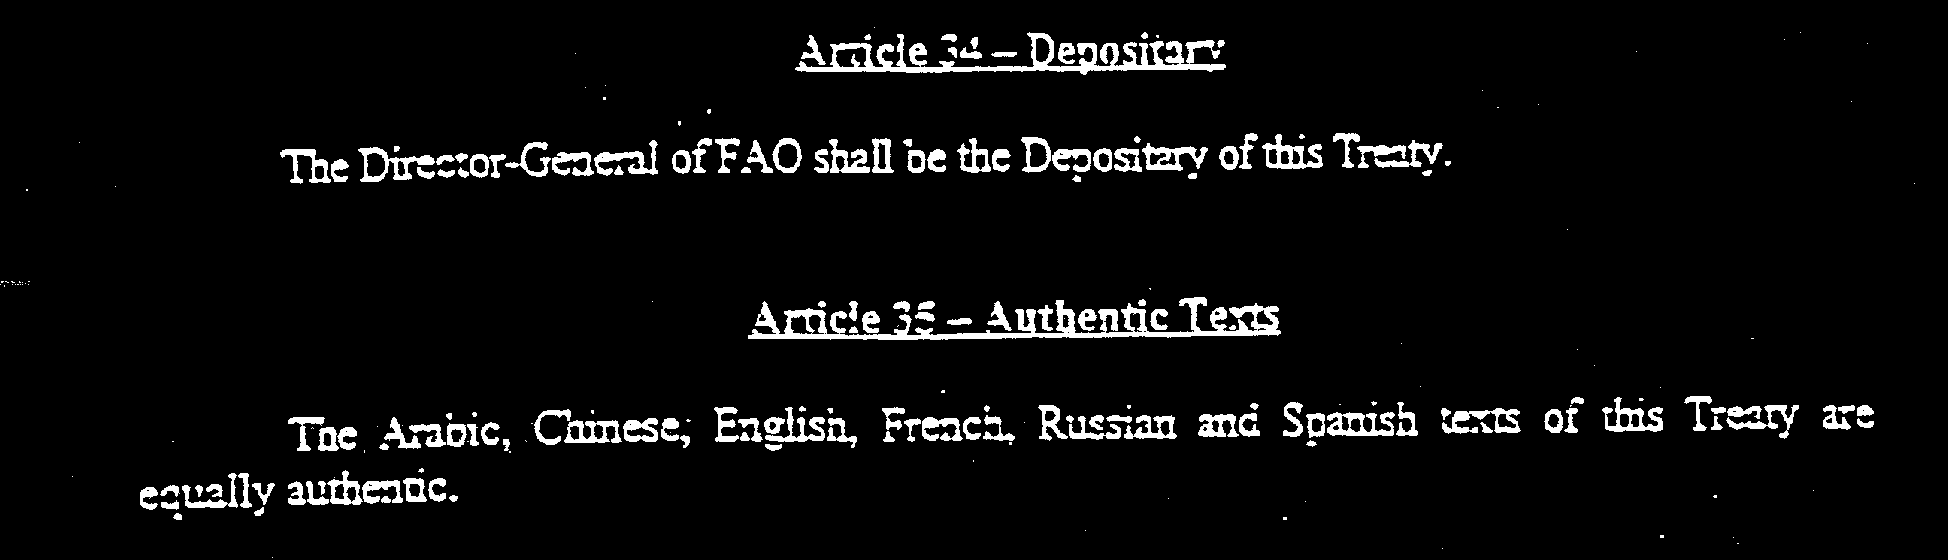 Article 34 – Depositary
The Director-General of FAO shall be the Depositary of this Treaty.
Article 35 – Authentic Texts
The Arabic, Chinese, English, French, Russian and Spanish texts of this Treaty are
equally authentic.